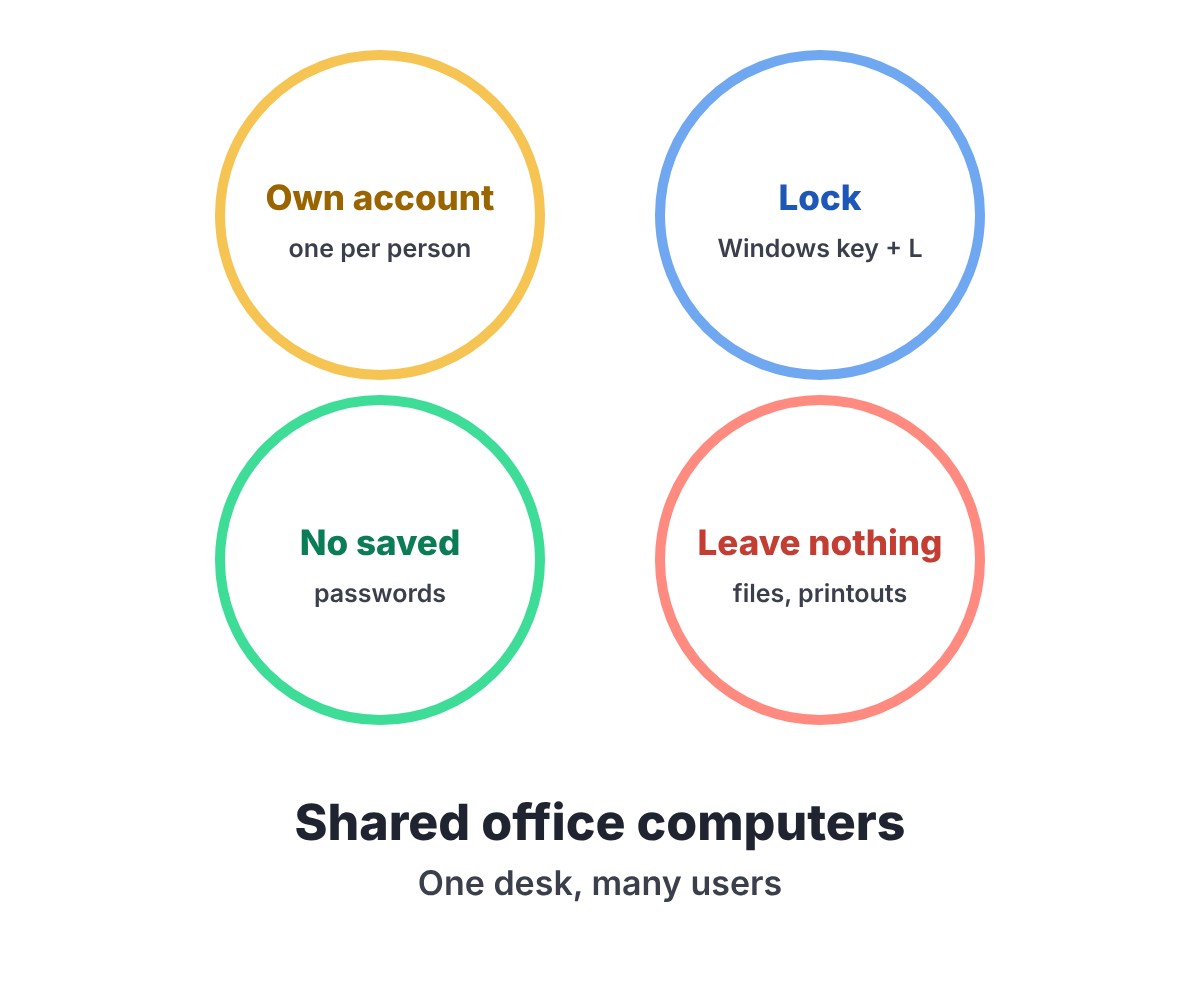 Own account
one per person
Lock
Windows key + L
No saved
passwords
Leave nothing
files, printouts
Shared office computers
One desk, many users